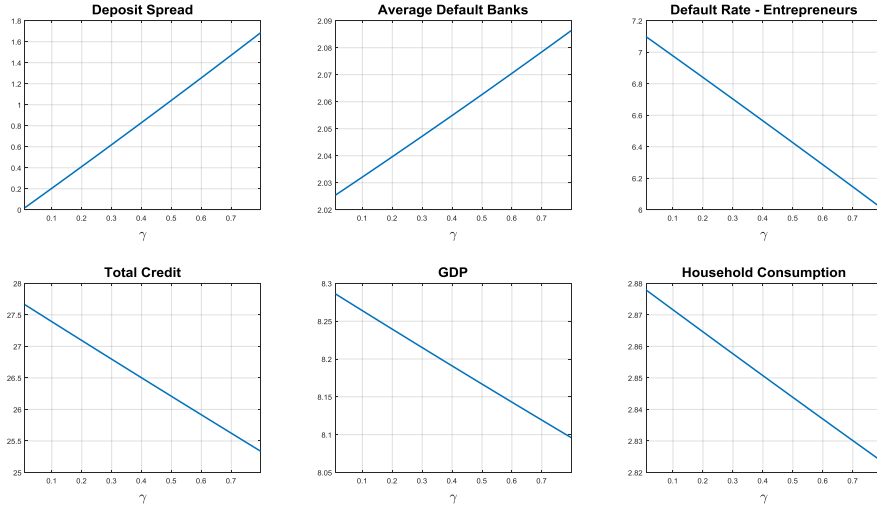 Deposit Spread
1.8
1.6
1.4
1.2
1
0.8
0.6
0.4
0.2
0
0.1 0.2 0.3 0.4 0.5 0.6 0.7
γ
Average Default Banks
2.09
2.08
2.07
2.06
2.05
2.04
2.03
2.02
0.1 0.2 0.3 0.4 0.5 0.6 0.7
γ
Default Rate - Entrepreneurs
7.2
7
6.8
6.6
6.4
6.2
6
0.1 0.2 0.3 0.4 0.5 0.6 0.7
γ
Total Credit
28
27.5
27
26.5
26
25.5
25
0.1 0.2 0.3 0.4 0.5 0.6 0.7
γ
GDP
8.3
8.25
8.2
8.15
8.1
8.05
0.1 0.2 0.3 0.4 0.5 0.6 0.7
γ
Household Consumption
2.88
2.87
2.86
2.85
2.84
2.83
2.82
0.1 0.2 0.3 0.4 0.5 0.6 0.7
γ